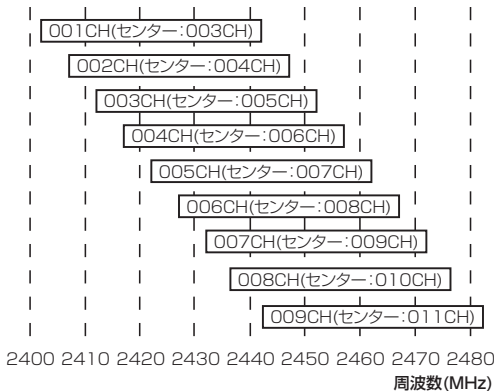 001CH(センター:003CH)
002CH(センター:004CH)
003CH(センター:005CH)
004CH(センター:006CH)
005CH(センター:007CH)
006CH(センター:008CH)
007CH(センター:009CH)
008CH(センター:010CH)
009CH(センター:011CH)
2400 2410 2420 2430 2440 2450 2460 2470 2480
周波数(MHz)